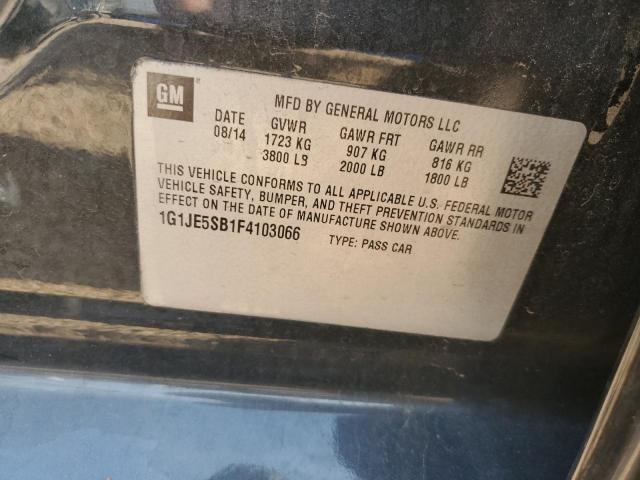 GM
MFD BY GENERAL MOTORS LLC
DATE GVWR GAWR FRT GAWR RR
08/14 1723 KG 907 KG 816 KG
3800 LB 2000 LB 1800 LB
THIS VEHICLE CONFORMS TO ALL APPLICABLE U.S. FEDERAL MOTOR
VEHICLE SAFETY, BUMPER, AND THEFT PREVENTION STANDARDS IN
EFFECT ON THE DATE OF MANUFACTURE SHOWN ABOVE.
1G1JE5SB1F4103066 TYPE: PASS CAR